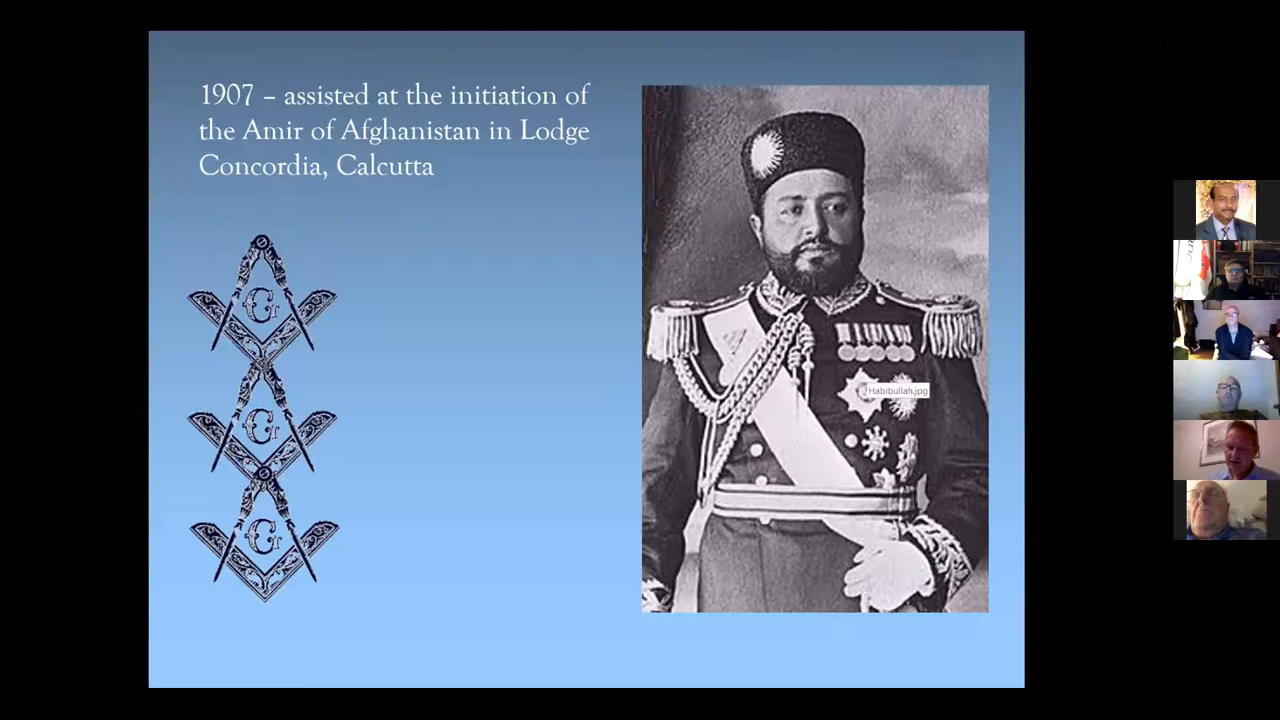 1907 – assisted at the initiation of
the Amir of Afghanistan in Lodge
Concordia, Calcutta
G
G
G
Habibullah.jpg